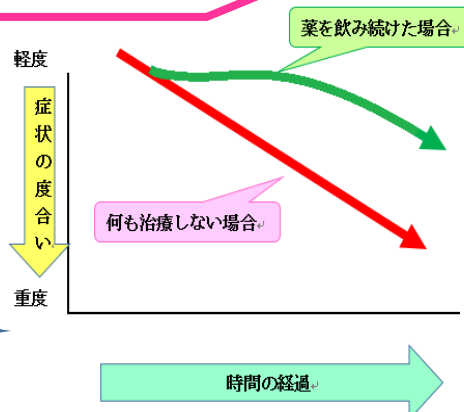 薬を飲み続けた場合
軽度
症状の度合い
何も治療しない場合
重度
時間の経過